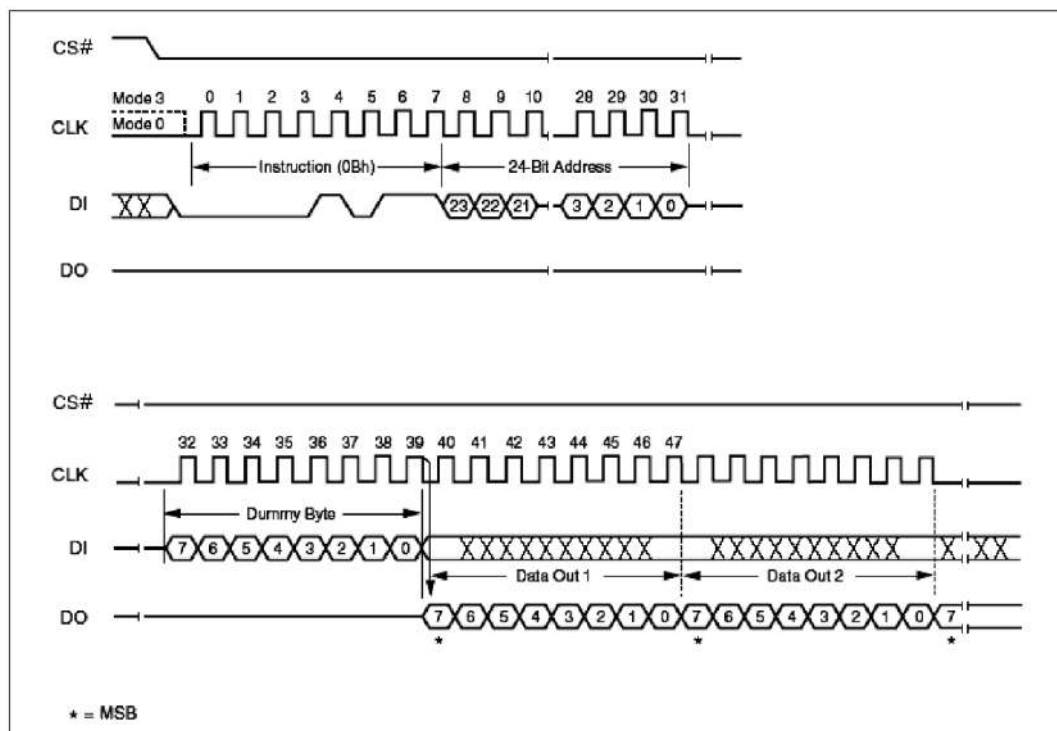 CS#
Mode 3
0 1 2 3 4 5 6 7 8 9 10 28 29 30 31
Mode 0
CLK
Instruction (0Bh) 24-Bit Address
DI 23 22 21 3 2 1 0
DO
CS#
32 33 34 35 36 37 38 39 40 41 42 43 44 45 46 47
CLK
Dummy Byte
DI 7 6 5 4 3 2 1 0
Data Out 1 Data Out 2
DO 7 6 5 4 3 2 1 0 7 6 5 4 3 2 1 0 7
* * *
* = MSB